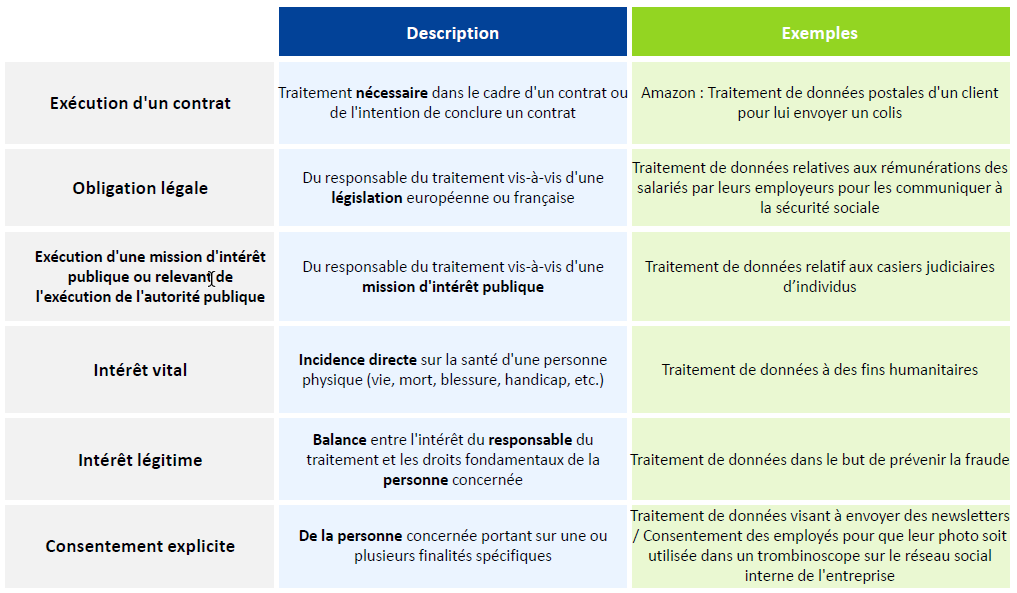 Description
Exemples
Exécution d'un contrat
Traitement nécessaire dans le cadre d'un contrat ou
de l'intention de conclure un contrat
Amazon : Traitement de données postales d'un client
pour lui envoyer un colis
Obligation légale
Du responsable du traitement vis-à-vis d'une
législation européenne ou française
Traitement de données relatives aux rémunérations des
salariés par leurs employeurs pour les communiquer à
la sécurité sociale
Exécution d'une mission d'intérêt
publique ou relevant de
l'exécution de l'autorité publique
Du responsable du traitement vis-à-vis d'une
mission d'intérêt publique
Traitement de données relatif aux casiers judiciaires
d’individus
Intérêt vital
Incidence directe sur la santé d'une personne
physique (vie, mort, blessure, handicap, etc.)
Traitement de données à des fins humanitaires
Intérêt légitime
Balance entre l'intérêt du responsable du
traitement et les droits fondamentaux de la
personne concernée
Traitement de données dans le but de prévenir la fraude
Consentement explicite
De la personne concernée portant sur une ou
plusieurs finalités spécifiques
Traitement de données visant à envoyer des newsletters
/ Consentement des employés pour que leur photo soit
utilisée dans un trombinoscope sur le réseau social
interne de l'entreprise